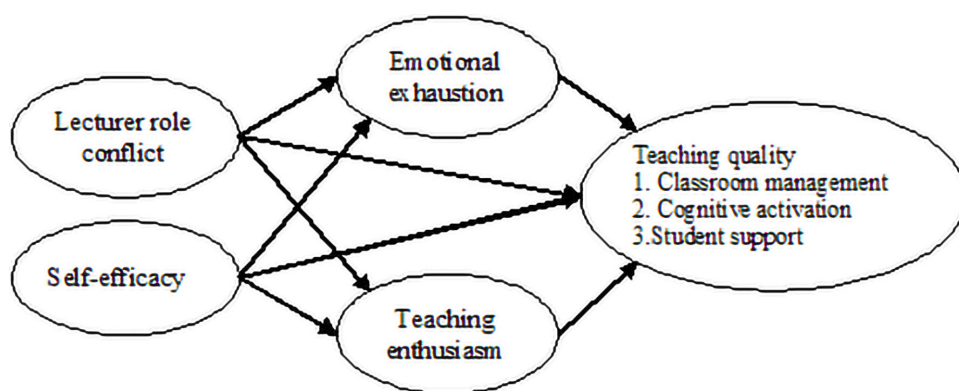 Emotional
exhaustion
Lecturer role
conflict
Teaching quality
1. Classroom management
2. Cognitive activation
3.Student support
Self-efficacy
Teaching
enthusiasm